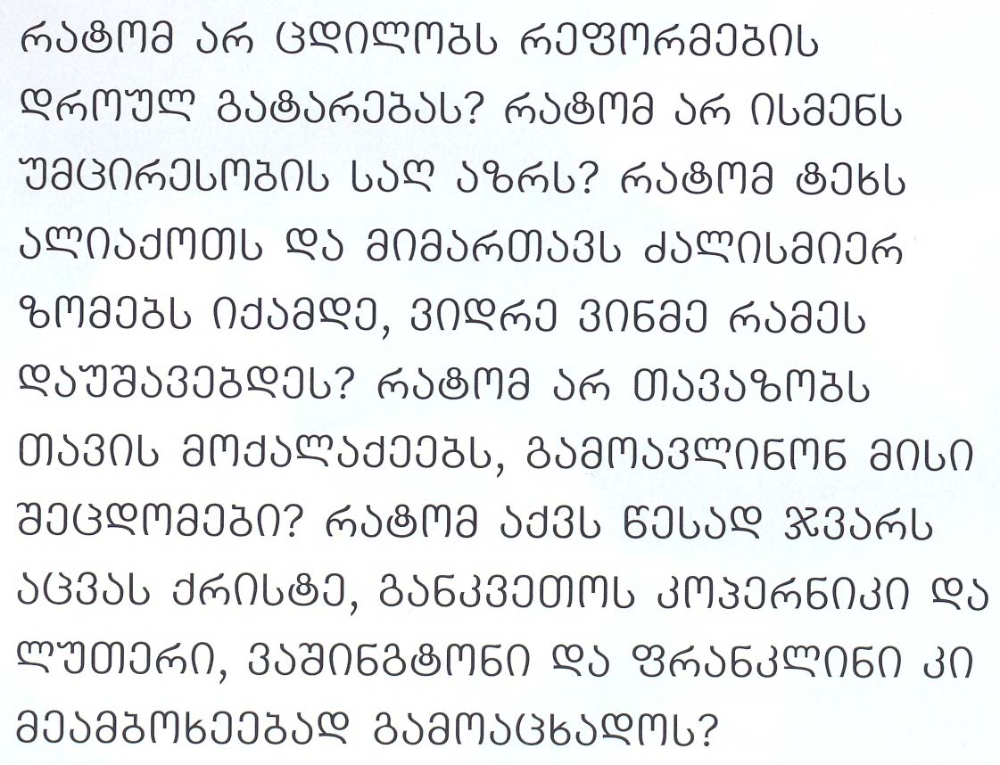 რატომ არ ცდილობს რეფორმების
დროულ გატარებას? რატომ არ ისმენს
უმცირესობის საღ აზრს? რატომ ტეხს
ალიაქოთს და მიმართავს ძალისმიერ
ზომებს იქამდე, ვიდრე ვინმე რამეს
დაუშავებდეს? რატომ არ თავაზობს
თავის მოქალაქეებს, გამოავლინონ მისი
შეცდომები? რატომ აქვს წესად ჯვარს
აცვას ქრისტე, განკვეთოს კოპერნიკი და
ლუთერი, ვაშინგტონი და ფრანკლინი კი
მეამბოხეებად გამოაცხადოს?